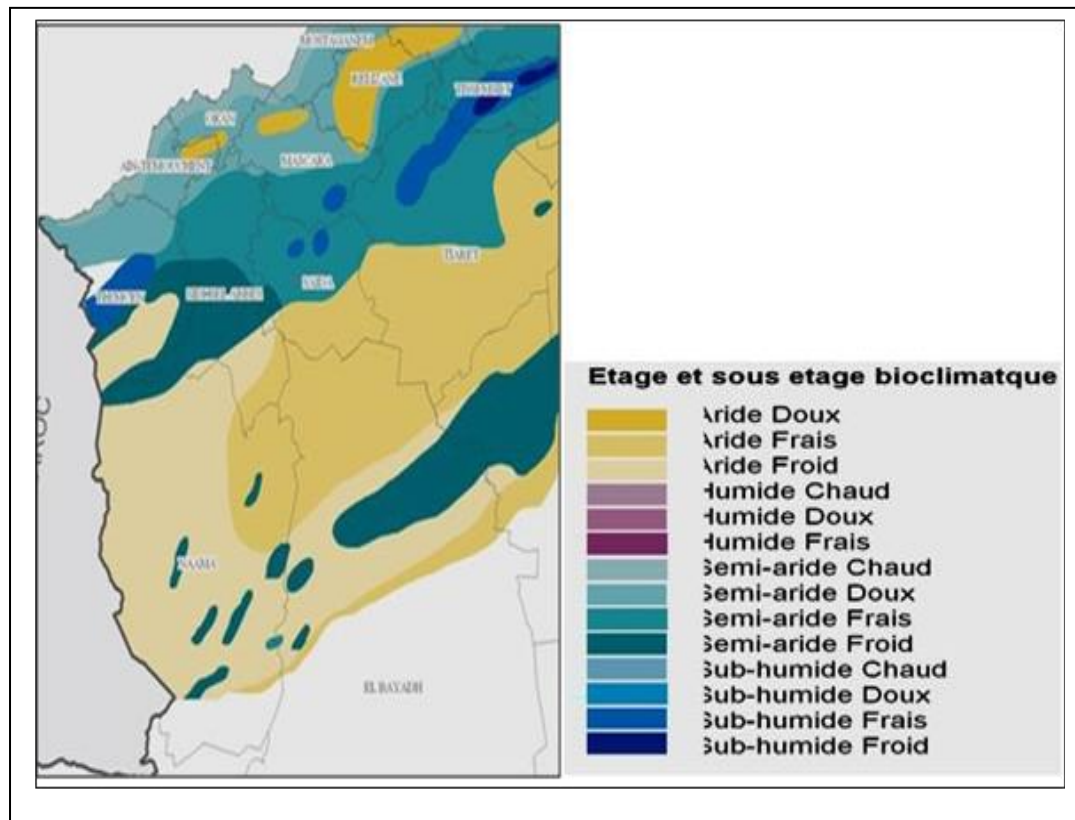 MOSTAGANEM
RELIZANE
TISSEMSILT
ORAN
AIN TEMOUCHENT
MASCARA
TIARET
TLEMCEN
SIDI BEL ABBES
SAIDA
NAAMA
EL BAYADH
Etage et sous etage bioclimatque
Aride Doux
Aride Frais
Aride Froid
Humide Chaud
Humide Doux
Humide Frais
Semi-aride Chaud
Semi-aride Doux
Semi-aride Frais
Semi-aride Froid
Sub-humide Chaud
Sub-humide Doux
Sub-humide Frais
Sub-humide Froid